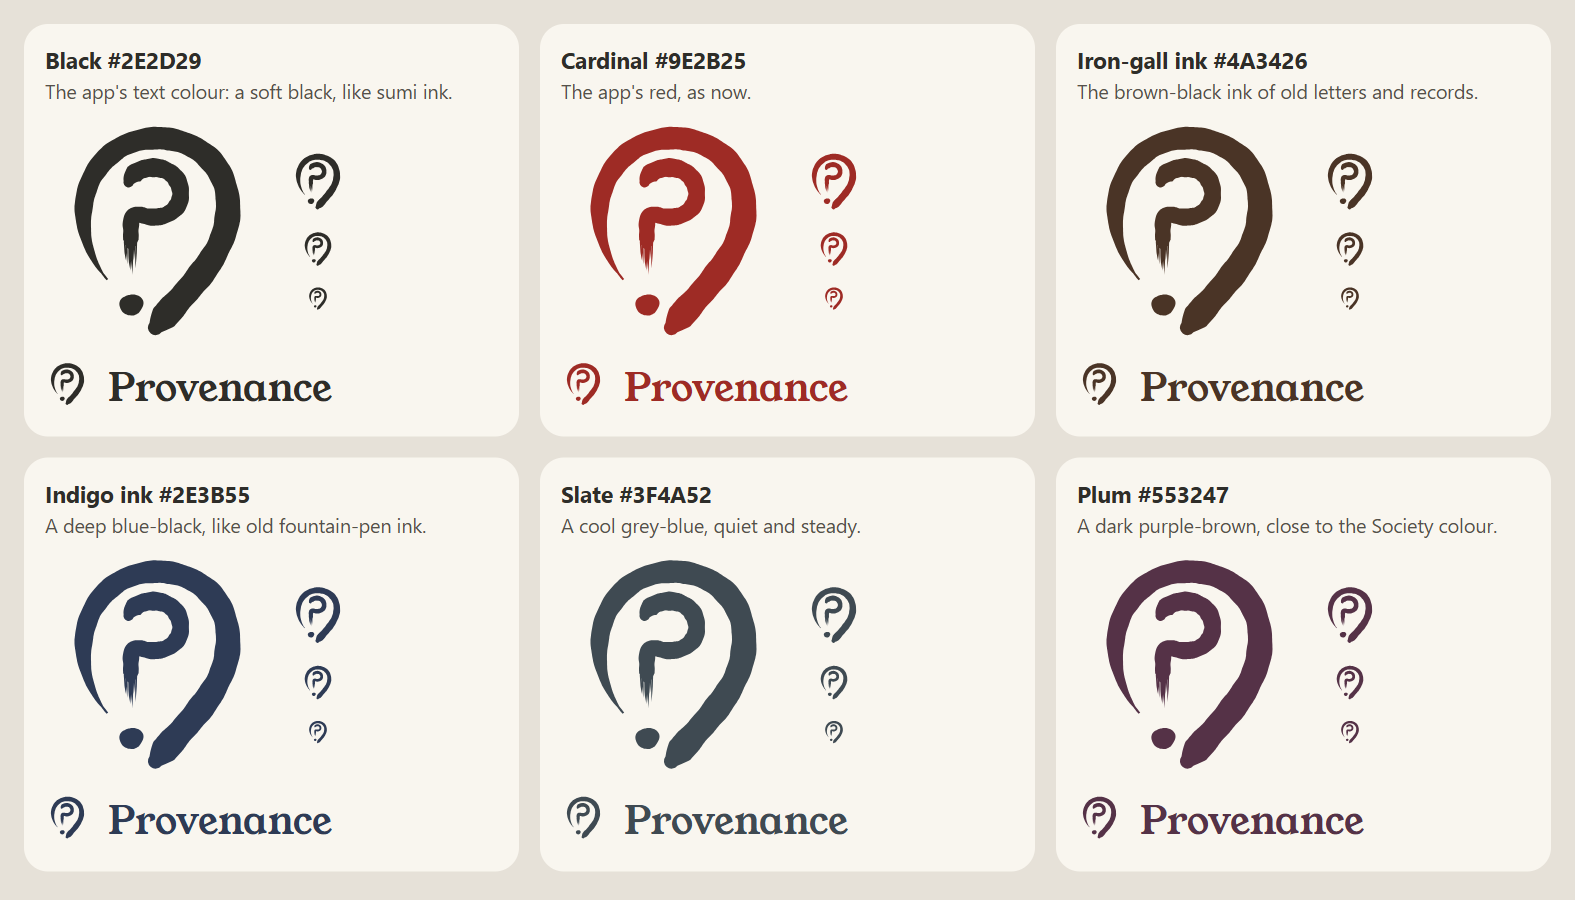 Black #2E2D29
The app's text colour: a soft black, like sumi ink.
Provenance
Cardinal #9E2B25
The app's red, as now.
Provenance
Iron-gall ink #4A3426
The brown-black ink of old letters and records.
Provenance
Indigo ink #2E3B55
A deep blue-black, like old fountain-pen ink.
Provenance
Slate #3F4A52
A cool grey-blue, quiet and steady.
Provenance
Plum #553247
A dark purple-brown, close to the Society colour.
Provenance